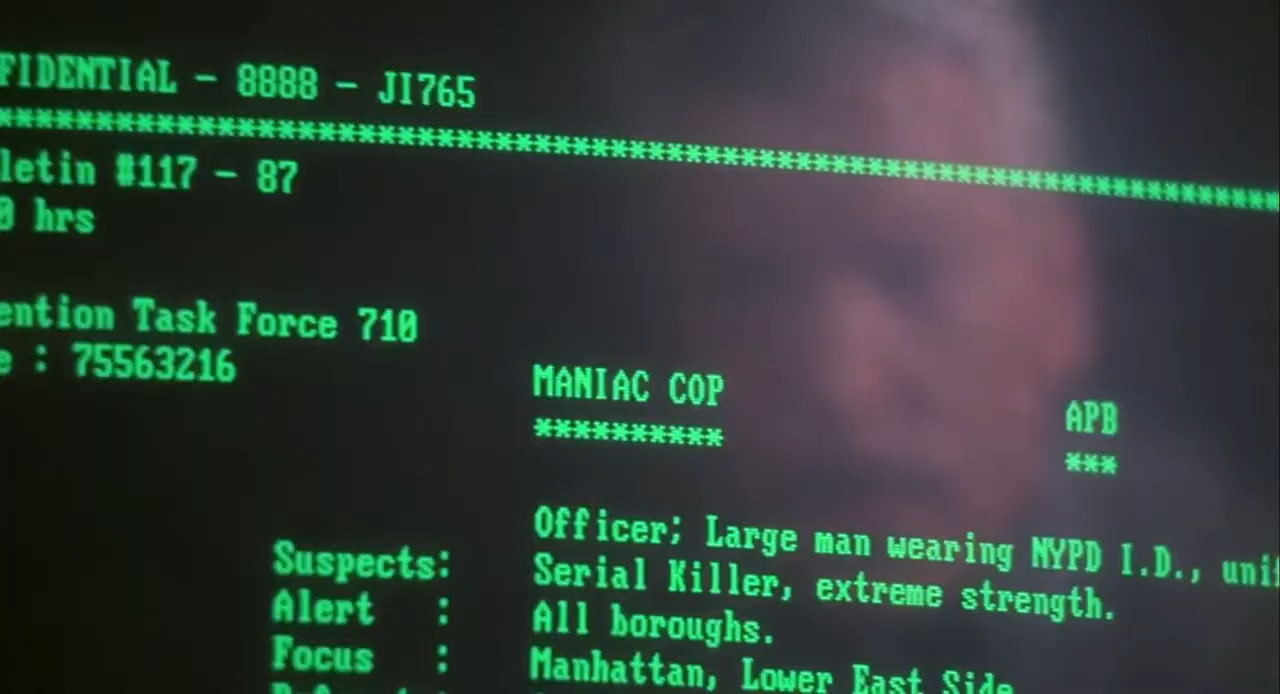 FIDENTIAL - 8888 - JI765
********************************************************************
letin #117 - 87
0 hrs
ention Task Force 710
e : 75563216
MANIAC COP
**********
APB
***
Officer; Large man wearing NYPD I.D., uni
Suspects: Serial Killer, extreme strength.
Alert : All boroughs.
Focus : Manhattan, Lower East Side